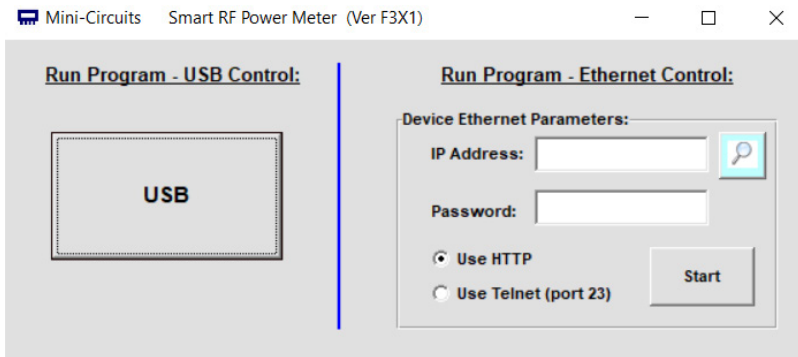 Mini-Circuits Smart RF Power Meter (Ver F3X1)
Run Program - USB Control:
USB
Run Program - Ethernet Control:
Device Ethernet Parameters:
IP Address:
Password:
Use HTTP
Use Telnet (port 23)
Start